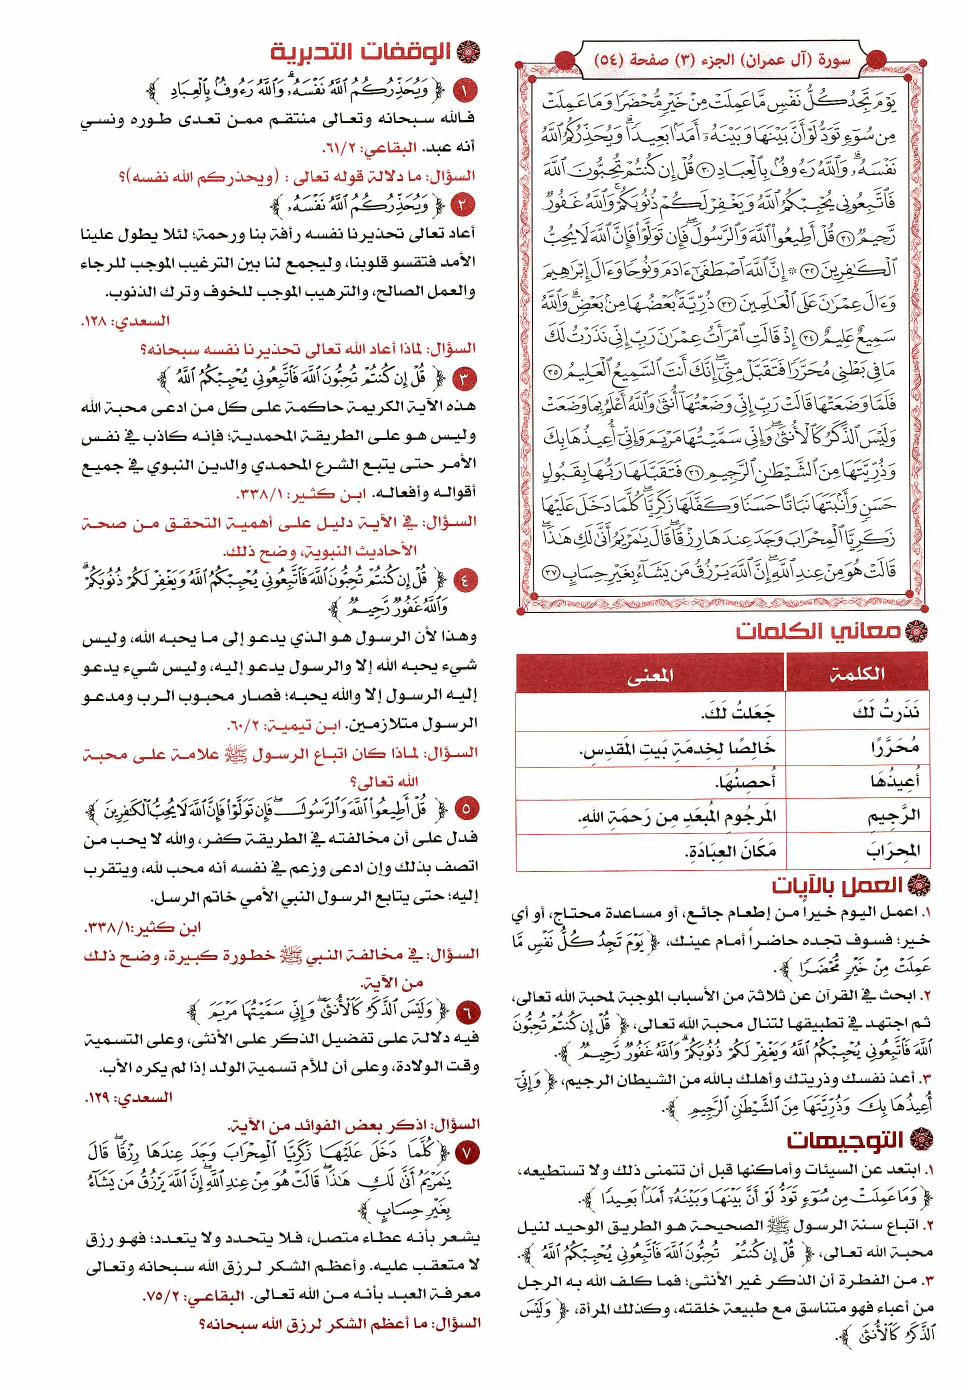 سورة (آل عمران) الجزء (٣) صفحة (٥٤)
يَوْمَ تَجِدُ كُلُّ نَفْسٍ مَّا عَمِلَتْ مِنْ خَيْرٍ مُّحْضَرًا وَمَا عَمِلَتْ
مِن سُوٓءٍ تَوَدُّ لَوْ أَنَّ بَيْنَهَا وَبَيْنَهُۥٓ أَمَدًۢا بَعِيدًا ۗ وَيُحَذِّرُكُمُ ٱللَّهُ
نَفْسَهُۥ ۗ وَٱللَّهُ رَءُوفٌۢ بِٱلْعِبَادِ ٣٠ قُلْ إِن كُنتُمْ تُحِبُّونَ ٱللَّهَ
فَٱتَّبِعُونِى يُحْبِبْكُمُ ٱللَّهُ وَيَغْفِرْ لَكُمْ ذُنُوبَكُمْ ۗ وَٱللَّهُ غَفُورٌ
رَّحِيمٌ ٣١ قُلْ أَطِيعُوا۟ ٱللَّهَ وَٱلرَّسُولَ ۖ فَإِن تَوَلَّوْا۟ فَإِنَّ ٱللَّهَ لَا يُحِبُّ
ٱلْكَٰفِرِينَ ٣٢ ۞ إِنَّ ٱللَّهَ ٱصْطَفَىٰٓ ءَادَمَ وَنُوحًا وَءَالَ إِبْرَٰهِيمَ
وَءَالَ عِمْرَٰنَ عَلَى ٱلْعَٰلَمِينَ ٣٣ ذُرِّيَّةًۢ بَعْضُهَا مِنۢ بَعْضٍ ۗ وَٱللَّهُ
سَمِيعٌ عَلِيمٌ ٣٤ إِذْ قَالَتِ ٱمْرَأَتُ عِمْرَٰنَ رَبِّ إِنِّى نَذَرْتُ لَكَ
مَا فِى بَطْنِى مُحَرَّرًا فَتَقَبَّلْ مِنِّىٓ ۖ إِنَّكَ أَنتَ ٱلسَّمِيعُ ٱلْعَلِيمُ ٣٥
فَلَمَّا وَضَعَتْهَا قَالَتْ رَبِّ إِنِّى وَضَعْتُهَآ أُنثَىٰ وَٱللَّهُ أَعْلَمُ بِمَا وَضَعَتْ
وَلَيْسَ ٱلذَّكَرُ كَٱلْأُنثَىٰ ۖ وَإِنِّى سَمَّيْتُهَا مَرْيَمَ وَإِنِّىٓ أُعِيذُهَا بِكَ
وَذُرِّيَّتَهَا مِنَ ٱلشَّيْطَٰنِ ٱلرَّجِيمِ ٣٦ فَتَقَبَّلَهَا رَبُّهَا بِقَبُولٍ
حَسَنٍ وَأَنۢبَتَهَا نَبَاتًا حَسَنًا وَكَفَّلَهَا زَكَرِيَّا ۖ كُلَّمَا دَخَلَ عَلَيْهَا
زَكَرِيَّا ٱلْمِحْرَابَ وَجَدَ عِندَهَا رِزْقًا ۖ قَالَ يَٰمَرْيَمُ أَنَّىٰ لَكِ هَٰذَا ۖ
قَالَتْ هُوَ مِنْ عِندِ ٱللَّهِ ۖ إِنَّ ٱللَّهَ يَرْزُقُ مَن يَشَآءُ بِغَيْرِ حِسَابٍ ٣٧
معاني الكلمات
الكلمة المعنى
نَذَرتُ لَكَ جَعَلتُ لَكَ.
مُحَرَّرًا خَالِصًا لِخِدمَةِ بَيتِ المَقدِسِ.
أُعِيذُهَا أُحصِنُهَا.
الرَّجِيمِ المَرجُومِ المُبعَدِ مِن رَحمَةِ اللهِ.
المِحرَابَ مَكَانَ العِبَادَةِ.
العمل بالآيات
١. اعمل اليوم خيراً من إطعام جائع، أو مساعدة محتاج، أو أي
خير؛ فسوف تجده حاضراً أمام عينك، ﴿ يَوْمَ تَجِدُ كُلُّ نَفْسٍ مَّا
عَمِلَتْ مِنْ خَيْرٍ مُّحْضَرًا ﴾.
٢. ابحث في القرآن عن ثلاثة من الأسباب الموجبة لمحبة الله تعالى،
ثم اجتهد في تطبيقها لتنال محبة الله تعالى، ﴿ قُلْ إِن كُنتُمْ تُحِبُّونَ
ٱللَّهَ فَٱتَّبِعُونِى يُحْبِبْكُمُ ٱللَّهُ وَيَغْفِرْ لَكُمْ ذُنُوبَكُمْ ۗ وَٱللَّهُ غَفُورٌ رَّحِيمٌ ﴾.
٣. أعذ نفسك وذريتك وأهلك بالله من الشيطان الرجيم، ﴿ وَإِنِّىٓ
أُعِيذُهَا بِكَ وَذُرِّيَّتَهَا مِنَ ٱلشَّيْطَٰنِ ٱلرَّجِيمِ ﴾.
التوجيهات
١. ابتعد عن السيئات وأماكنها قبل أن تتمنى ذلك ولا تستطيعه،
﴿ وَمَا عَمِلَتْ مِن سُوٓءٍ تَوَدُّ لَوْ أَنَّ بَيْنَهَا وَبَيْنَهُۥٓ أَمَدًۢا بَعِيدًا ﴾.
٢. اتباع سنة الرسول ﷺ الصحيحة هو الطريق الوحيد لنيل
محبة الله تعالى، ﴿ قُلْ إِن كُنتُمْ تُحِبُّونَ ٱللَّهَ فَٱتَّبِعُونِى يُحْبِبْكُمُ ٱللَّهُ ﴾.
٣. من الفطرة أن الذكر غير الأنثى؛ فما كلف الله به الرجل
من أعباء فهو متناسق مع طبيعة خلقته، وكذلك المرأة، ﴿ وَلَيْسَ
ٱلذَّكَرُ كَٱلْأُنثَىٰ ﴾.
الوقفات التدبرية
١ ﴿ وَيُحَذِّرُكُمُ ٱللَّهُ نَفْسَهُۥ ۗ وَٱللَّهُ رَءُوفٌۢ بِٱلْعِبَادِ ﴾
فالله سبحانه وتعالى منتقم ممن تعدى طوره ونسي
أنه عبد. البقاعي: ٦١/٢.
السؤال: ما دلالة قوله تعالى : (ويحذركم الله نفسه)؟
٢ ﴿ وَيُحَذِّرُكُمُ ٱللَّهُ نَفْسَهُۥ ﴾
أعاد تعالى تحذيرنا نفسه رأفة بنا ورحمة؛ لئلا يطول علينا
الأمد فتقسو قلوبنا، وليجمع لنا بين الترغيب الموجب للرجاء
والعمل الصالح، والترهيب الموجب للخوف وترك الذنوب.
السعدي: ١٢٨.
السؤال: لماذا أعاد الله تعالى تحذيرنا نفسه سبحانه؟
٣ ﴿ قُلْ إِن كُنتُمْ تُحِبُّونَ ٱللَّهَ فَٱتَّبِعُونِى يُحْبِبْكُمُ ٱللَّهُ ﴾
هذه الآية الكريمة حاكمة على كل من ادعى محبة الله
وليس هو على الطريقة المحمدية؛ فإنه كاذب في نفس
الأمر حتى يتبع الشرع المحمدي والدين النبوي في جميع
أقواله وأفعاله. ابن كثير: ٣٣٨/١.
السؤال: في الآية دليل على أهمية التحقق من صحة
الأحاديث النبوية، وضح ذلك.
٤ ﴿ قُلْ إِن كُنتُمْ تُحِبُّونَ ٱللَّهَ فَٱتَّبِعُونِى يُحْبِبْكُمُ ٱللَّهُ وَيَغْفِرْ لَكُمْ ذُنُوبَكُمْ ۗ
وَٱللَّهُ غَفُورٌ رَّحِيمٌ ﴾
وهذا لأن الرسول هو الذي يدعو إلى ما يحبه الله، وليس
شيء يحبه الله إلا والرسول يدعو إليه، وليس شيء يدعو
إليه الرسول إلا والله يحبه؛ فصار محبوب الرب ومدعو
الرسول متلازمين. ابن تيمية: ٦٠/٢.
السؤال: لماذا كان اتباع الرسول ﷺ علامة على محبة
الله تعالى؟
٥ ﴿ قُلْ أَطِيعُوا۟ ٱللَّهَ وَٱلرَّسُولَ ۖ فَإِن تَوَلَّوْا۟ فَإِنَّ ٱللَّهَ لَا يُحِبُّ ٱلْكَٰفِرِينَ ﴾
فدل على أن مخالفته في الطريقة كفر، والله لا يحب من
اتصف بذلك وإن ادعى وزعم في نفسه أنه محب لله، ويتقرب
إليه؛ حتى يتابع الرسول النبي الأمي خاتم الرسل.
ابن كثير: ٣٣٨/١.
السؤال: في مخالفة النبي ﷺ خطورة كبيرة، وضح ذلك
من الآية.
٦ ﴿ وَلَيْسَ ٱلذَّكَرُ كَٱلْأُنثَىٰ ۖ وَإِنِّى سَمَّيْتُهَا مَرْيَمَ ﴾
فيه دلالة على تفضيل الذكر على الأنثى، وعلى التسمية
وقت الولادة، وعلى أن للأم تسمية الولد إذا لم يكره الأب.
السعدي: ١٢٩.
السؤال: اذكر بعض الفوائد من الآية.
٧ ﴿ كُلَّمَا دَخَلَ عَلَيْهَا زَكَرِيَّا ٱلْمِحْرَابَ وَجَدَ عِندَهَا رِزْقًا ۖ قَالَ
يَٰمَرْيَمُ أَنَّىٰ لَكِ هَٰذَا ۖ قَالَتْ هُوَ مِنْ عِندِ ٱللَّهِ ۖ إِنَّ ٱللَّهَ يَرْزُقُ مَن يَشَآءُ
بِغَيْرِ حِسَابٍ ﴾
يشعر بأنه عطاء متصل، فلا يتحدد ولا يتعدد؛ فهو رزق
لا متعقب عليه. وأعظم الشكر لرزق الله سبحانه وتعالى
معرفة العبد بأنه من الله تعالى. البقاعي: ٧٥/٢.
السؤال: ما أعظم الشكر لرزق الله سبحانه؟